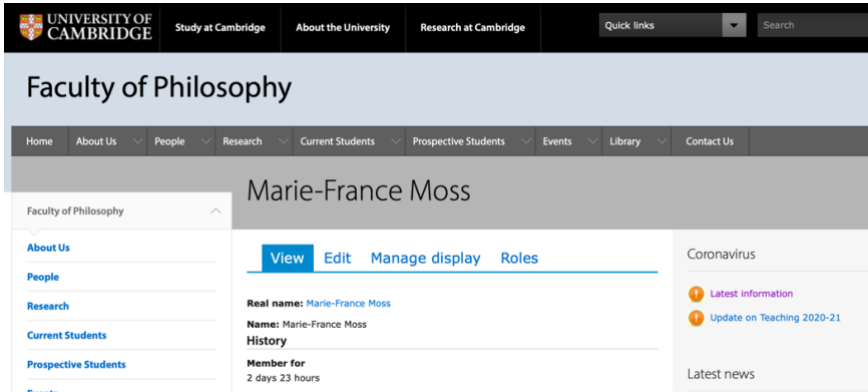 UNIVERSITY OF
CAMBRIDGE
Study at Cambridge
About the University
Research at Cambridge
Quick links
Search
Faculty of Philosophy
Home
About Us
People
Research
Current Students
Prospective Students
Events
Library
Contact Us
Marie-France Moss
Faculty of Philosophy
About Us
People
Research
Current Students
Prospective Students
Events
View
Edit
Manage display
Roles
Real name: Marie-France Moss
Name: Marie-France Moss
History
Member for
2 days 23 hours
Coronavirus
Latest information
Update on Teaching 2020-21
Latest news